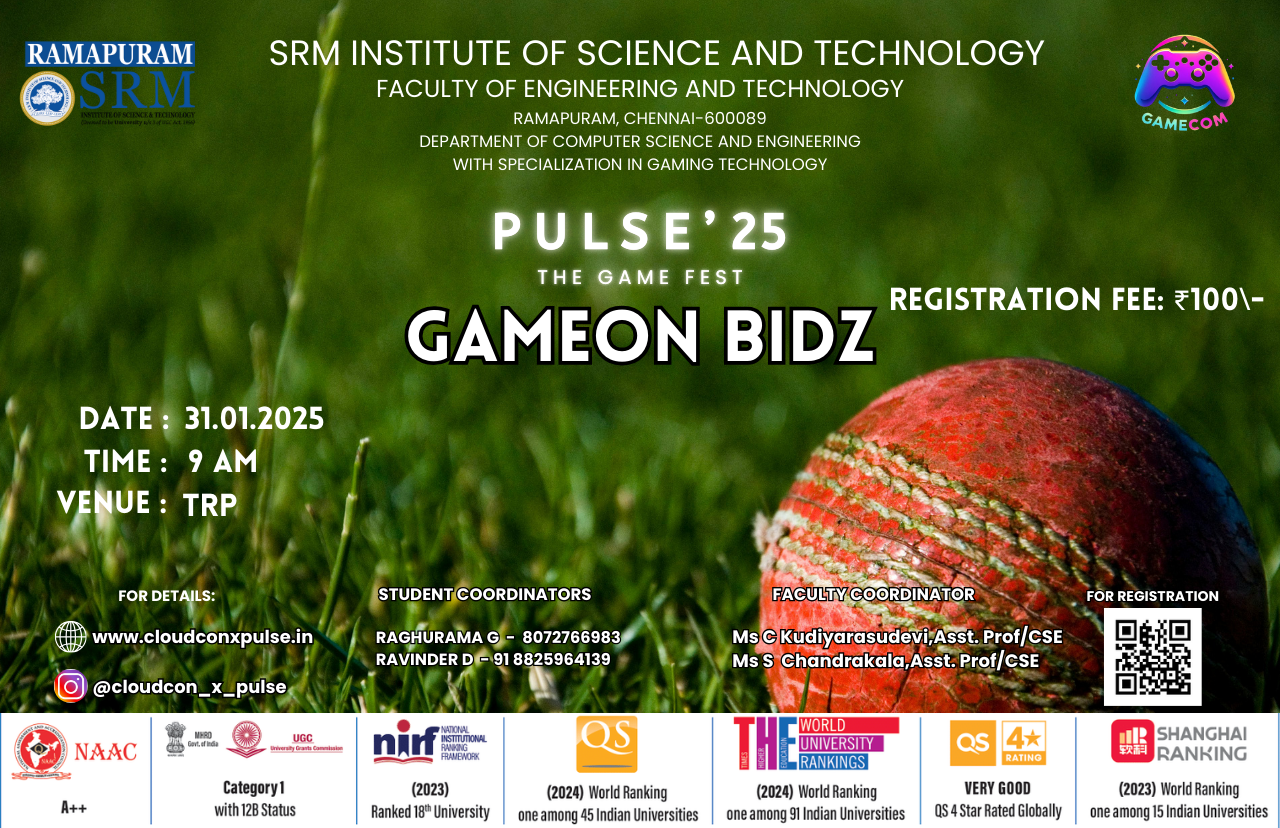 RAMAPURAM
SRM
INSTITUTE OF SCIENCE & TECHNOLOGY
SRM INSTITUTE OF SCIENCE AND TECHNOLOGY
FACULTY OF ENGINEERING AND TECHNOLOGY
RAMAPURAM, CHENNAI-600089
DEPARTMENT OF COMPUTER SCIENCE AND ENGINEERING
WITH SPECIALIZATION IN GAMING TECHNOLOGY
GAMECOM
PULSE'25
THE GAME FEST
GAMEON BIDZ
REGISTRATION FEE: ₹100\-
DATE : 31.01.2025
TIME : 9 AM
VENUE : TRP
FOR DETAILS:
www.cloudconxpulse.in
@cloudcon_x_pulse
STUDENT COORDINATORS
RAGHURAMA G - 8072766983
RAVINDER D - 91 8825964139
FACULTY COORDINATOR
Ms C Kudiyarasudevi,Asst. Prof/CSE
Ms S Chandrakala,Asst. Prof/CSE
FOR REGISTRATION
NAAC
A++
MHRD
Govt. of India
UGC
University Grants Commission
Category 1
with 12B Status
nirf
NATIONAL
INSTITUTIONAL
RANKING
FRAMEWORK
(2023)
Ranked 18th University
QS
(2024) World Ranking
one among 45 Indian Universities
THE
TIMES
HIGHER
EDUCATION
WORLD
UNIVERSITY
RANKINGS
(2024) World Ranking
one among 91 Indian Universities
QS
4★
RATING
VERY GOOD
QS 4 Star Rated Globally
软科
SHANGHAI
RANKING
(2023) World Ranking
one among 15 Indian Universities